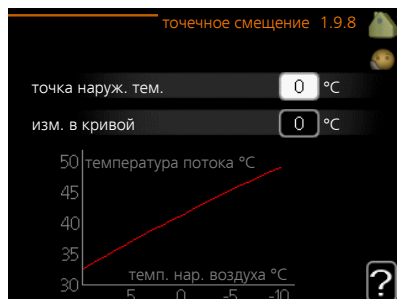 точечное смещение 1.9.8
точка наруж. тем. 0 °C
изм. в кривой 0 °C
50 температура потока °C
45
40
35
30 темп. нар. воздуха °C
5 0 -5 -10
?